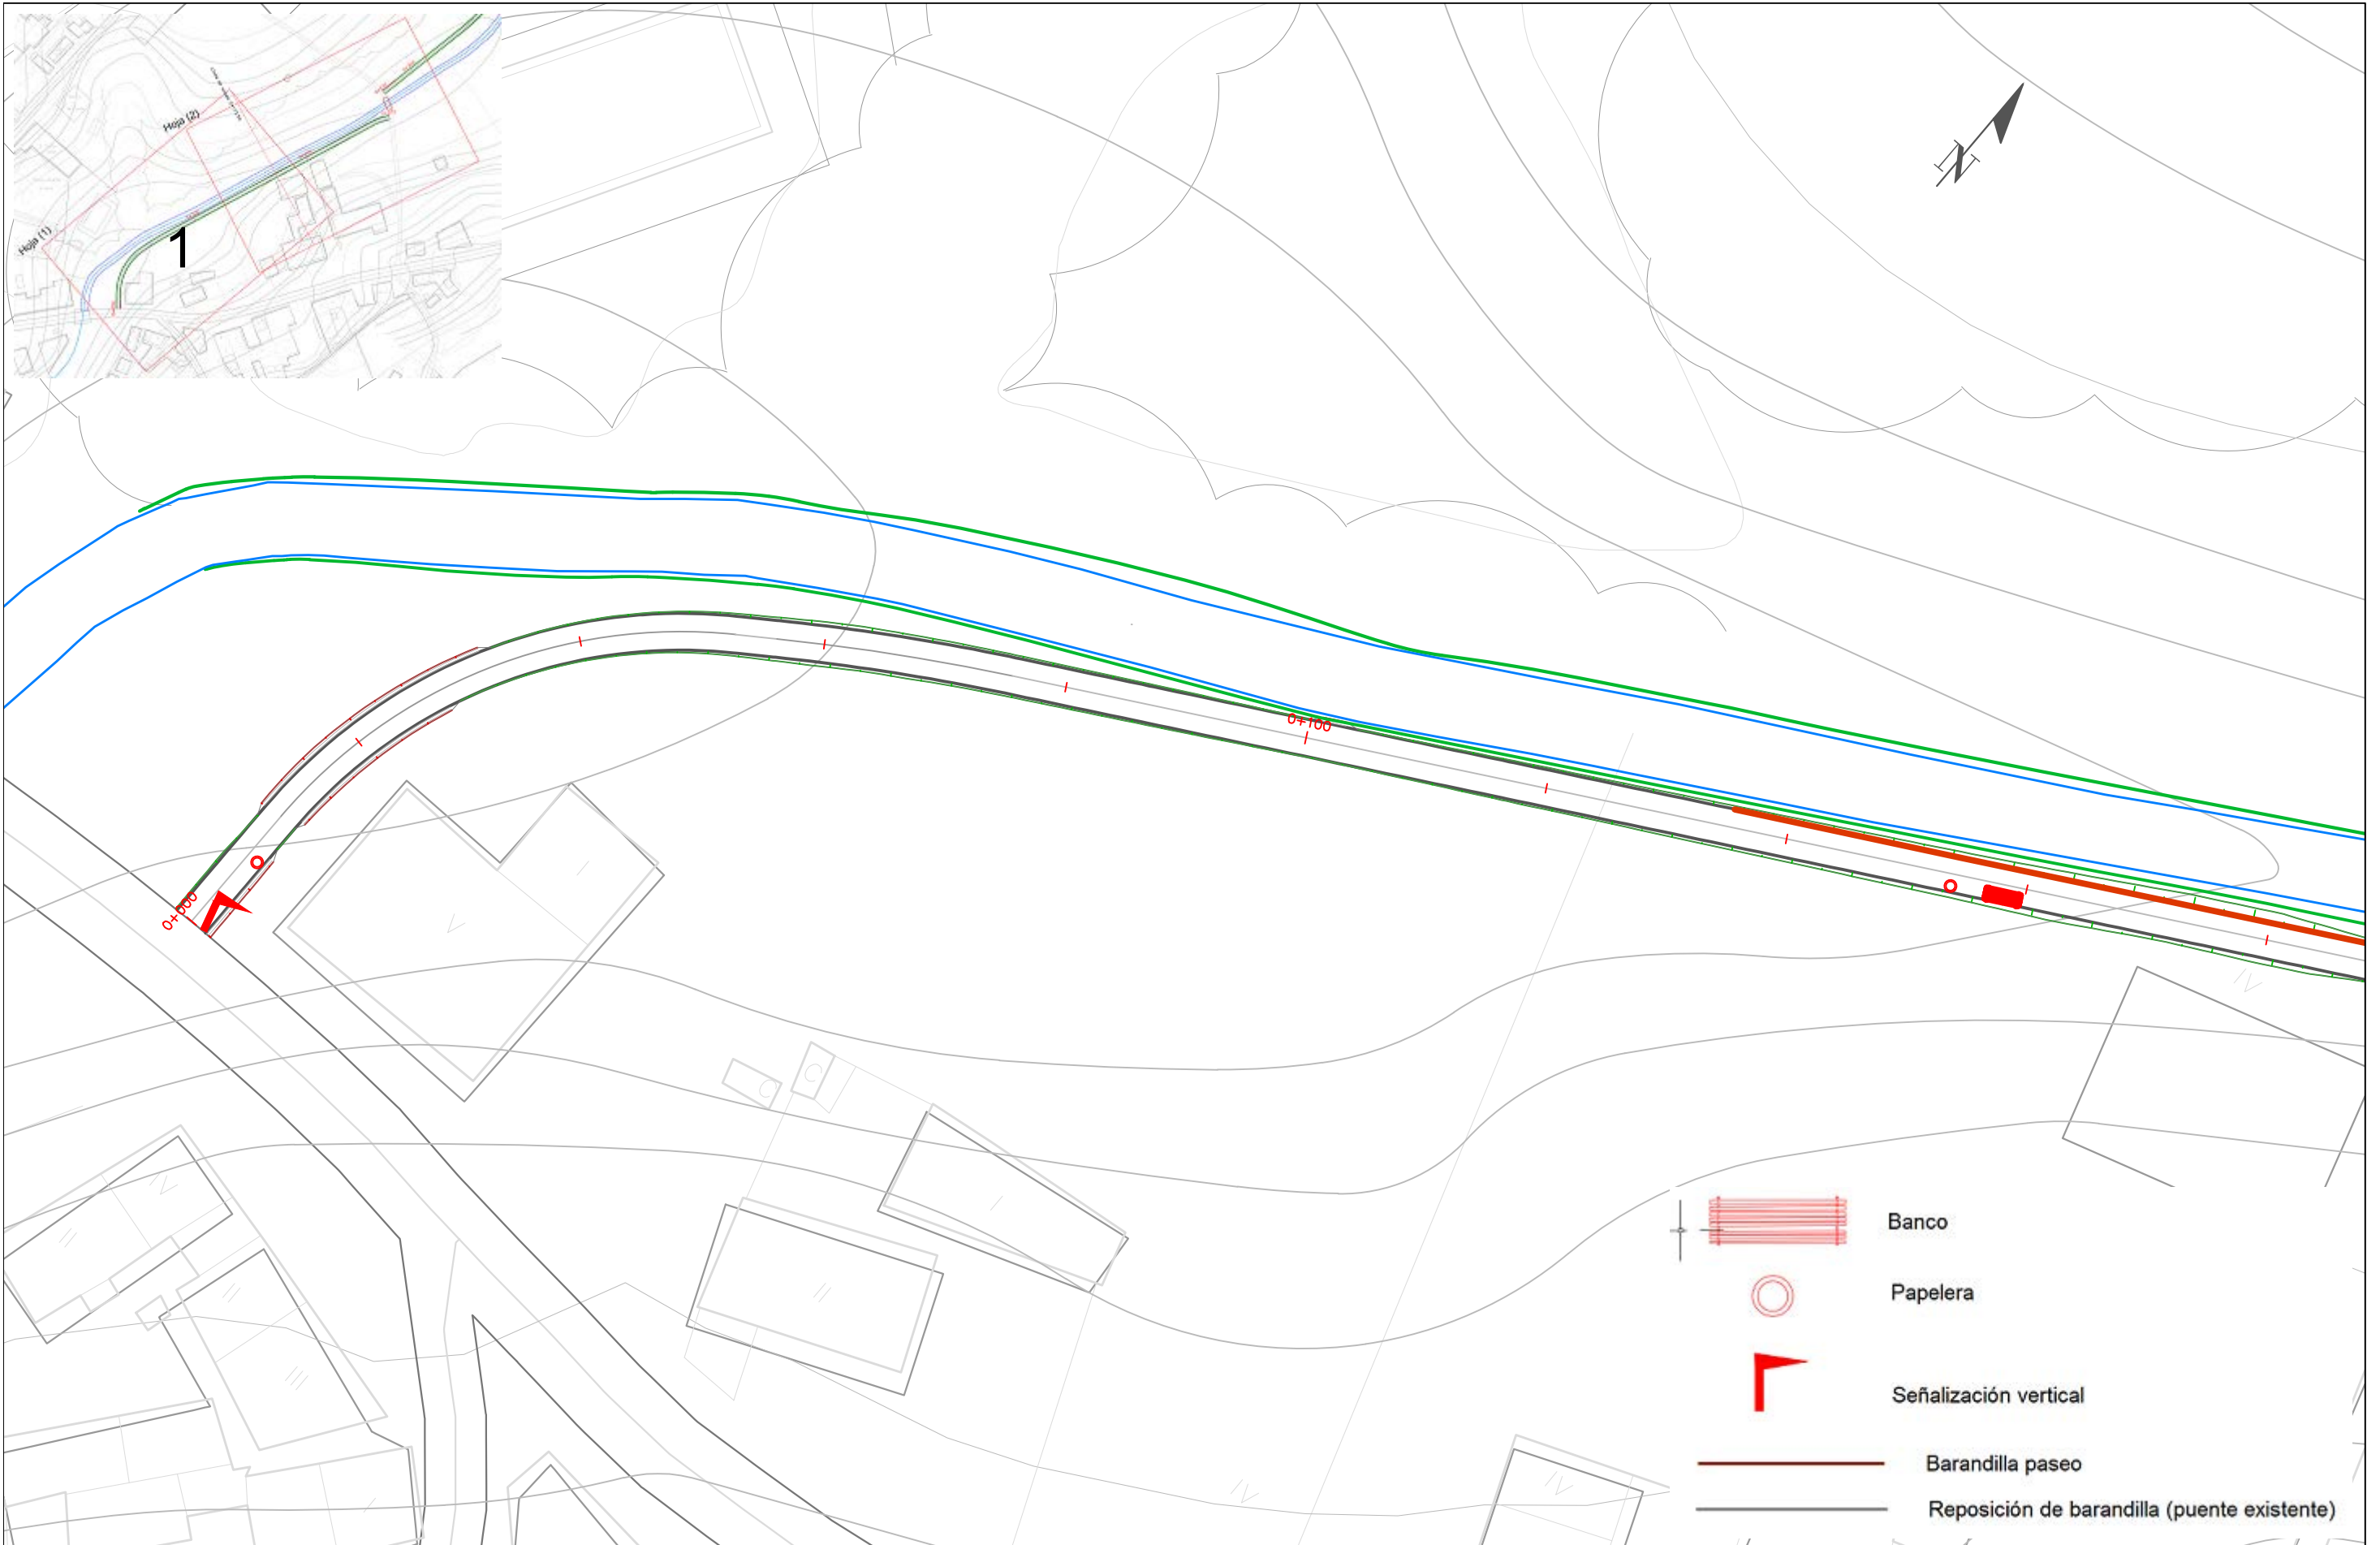 Hoja (2)
Hoja (1)
1
N
0+100
0+000
Banco
Papelera
Señalización vertical
Barandilla paseo
Reposición de barandilla (puente existente)